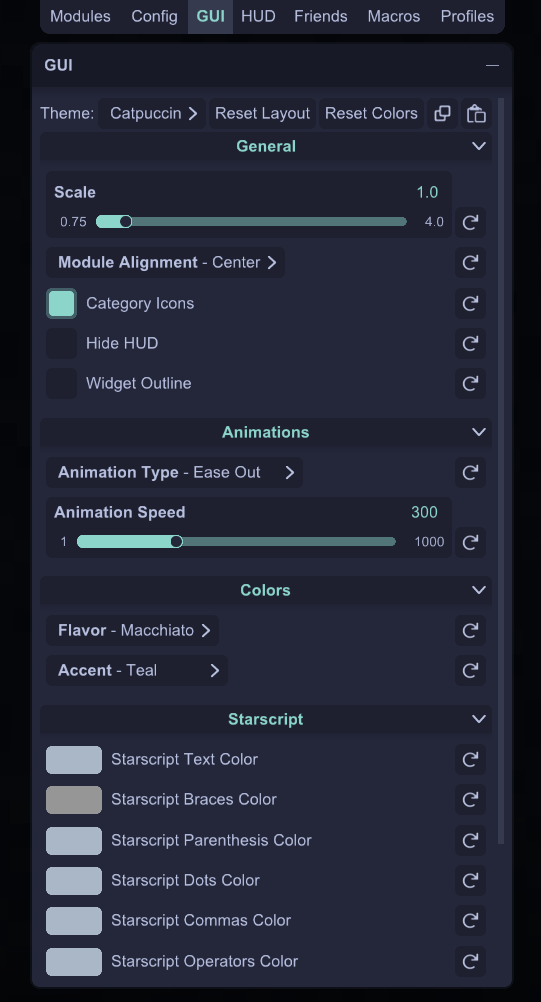 Modules Config GUI HUD Friends Macros Profiles
GUI
Theme: Catpuccin Reset Layout Reset Colors
General
Scale 1.0
0.75 4.0
Module Alignment - Center
Category Icons
Hide HUD
Widget Outline
Animations
Animation Type - Ease Out
Animation Speed 300
1 1000
Colors
Flavor - Macchiato
Accent - Teal
Starscript
Starscript Text Color
Starscript Braces Color
Starscript Parenthesis Color
Starscript Dots Color
Starscript Commas Color
Starscript Operators Color